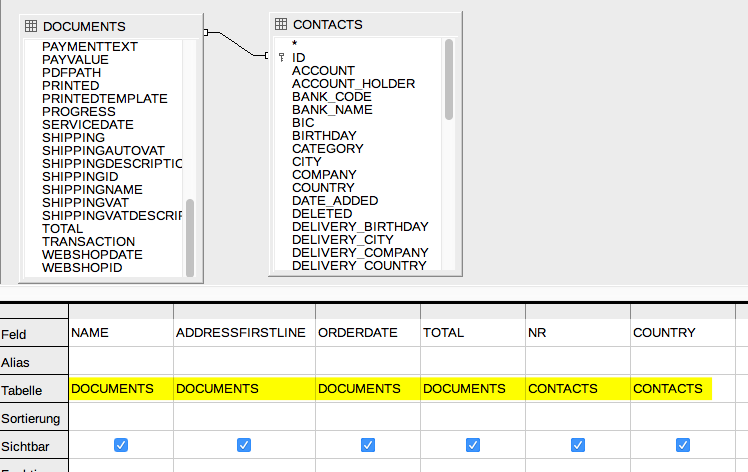 DOCUMENTS
PAYMENTTEXT
PAYVALUE
PDFPATH
PRINTED
PRINTEDTEMPLATE
PROGRESS
SERVICEDATE
SHIPPING
SHIPPINGAUTOVAT
SHIPPINGDESCRIPTIO
SHIPPINGID
SHIPPINGNAME
SHIPPINGVAT
SHIPPINGVATDESCRIF
TOTAL
TRANSACTION
WEBSHOPDATE
WEBSHOPID
CONTACTS
*
ID
ACCOUNT
ACCOUNT_HOLDER
BANK_CODE
BANK_NAME
BIC
BIRTHDAY
CATEGORY
CITY
COMPANY
COUNTRY
DATE_ADDED
DELETED
DELIVERY_BIRTHDAY
DELIVERY_CITY
DELIVERY_COMPANY
DELIVERY_COUNTRY
Feld NAME ADDRESSFIRSTLINE ORDERDATE TOTAL NR COUNTRY
Alias
Tabelle DOCUMENTS DOCUMENTS DOCUMENTS DOCUMENTS CONTACTS CONTACTS
Sortierung
Sichtbar